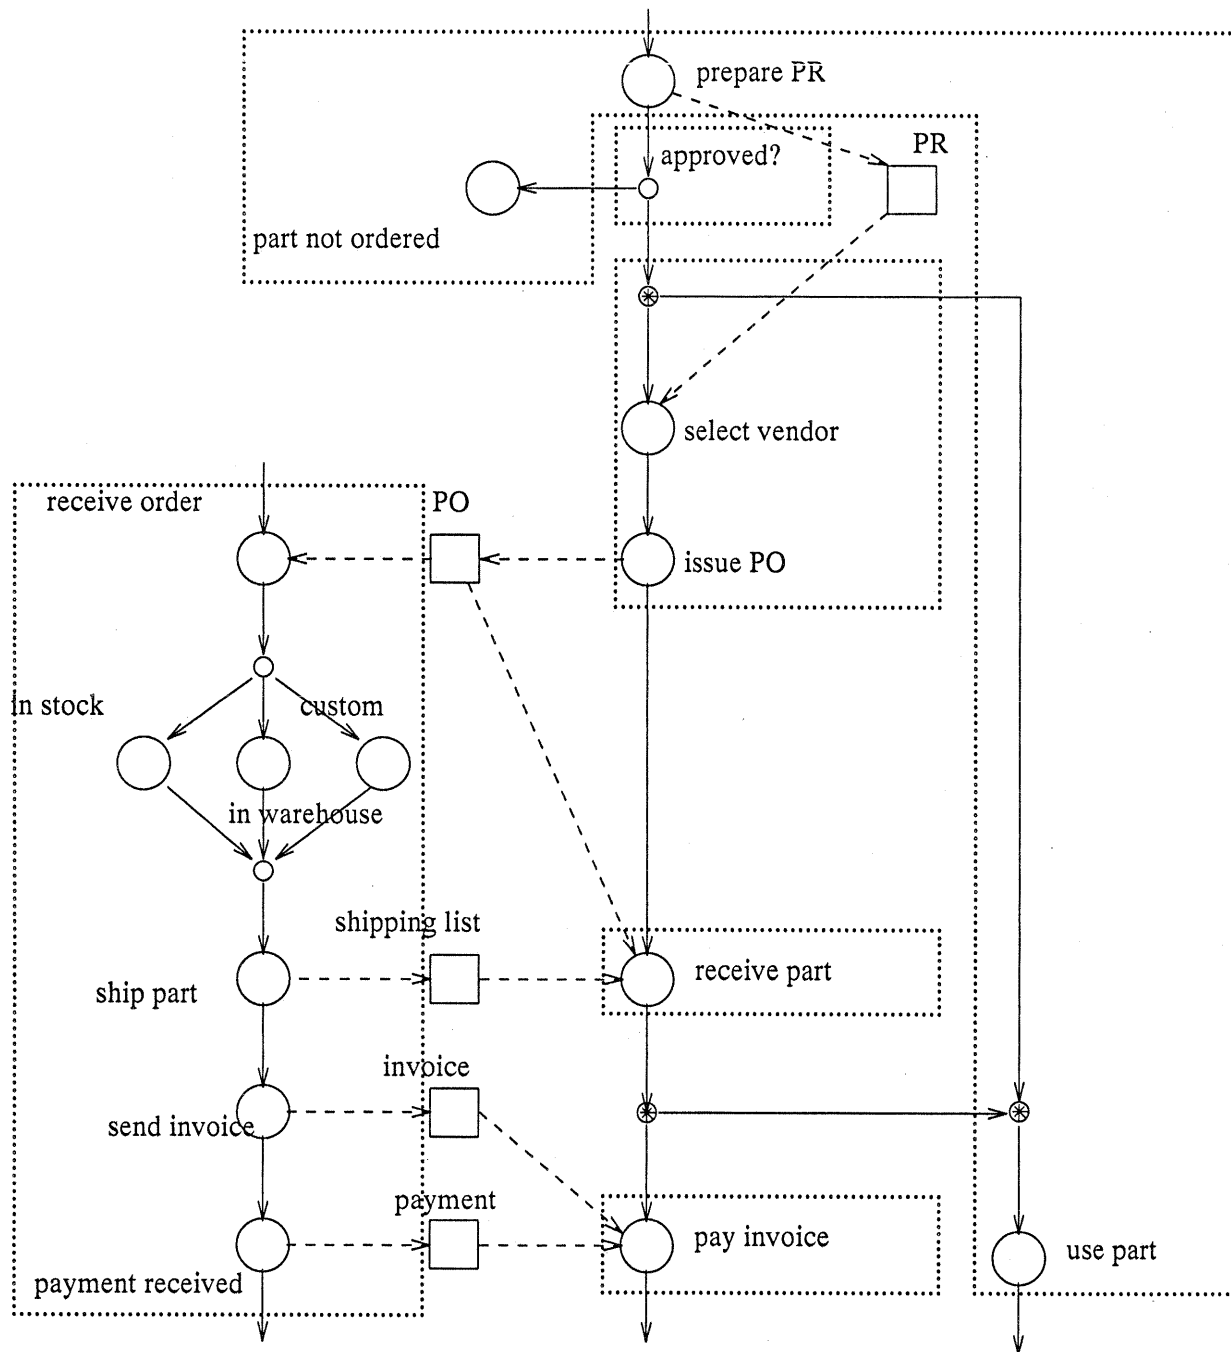 prepare PR
approved?
PR
part not ordered
select vendor
receive order
PO
issue PO
in stock
custom
in warehouse
shipping list
receive part
ship part
invoice
send invoice
payment
pay invoice
use part
payment received